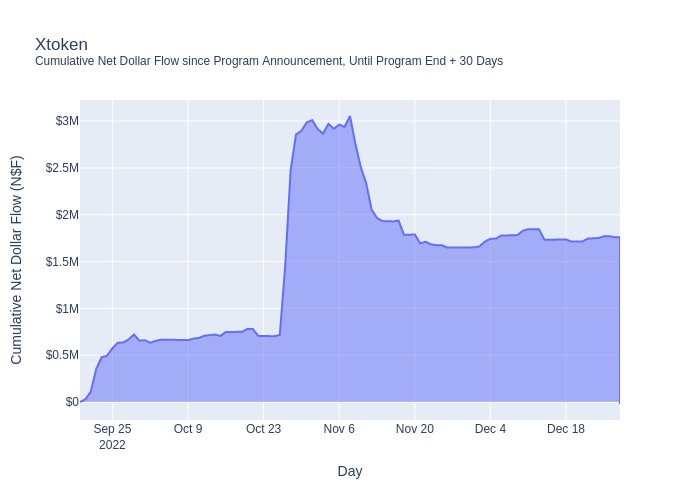 Xtoken
Cumulative Net Dollar Flow since Program Announcement, Until Program End + 30 Days
Cumulative Net Dollar Flow (N$F)
$3M
$2.5M
$2M
$1.5M
$1M
$0.5M
$0
Sep 25
2022
Oct 9
Oct 23
Nov 6
Nov 20
Dec 4
Dec 18
Day